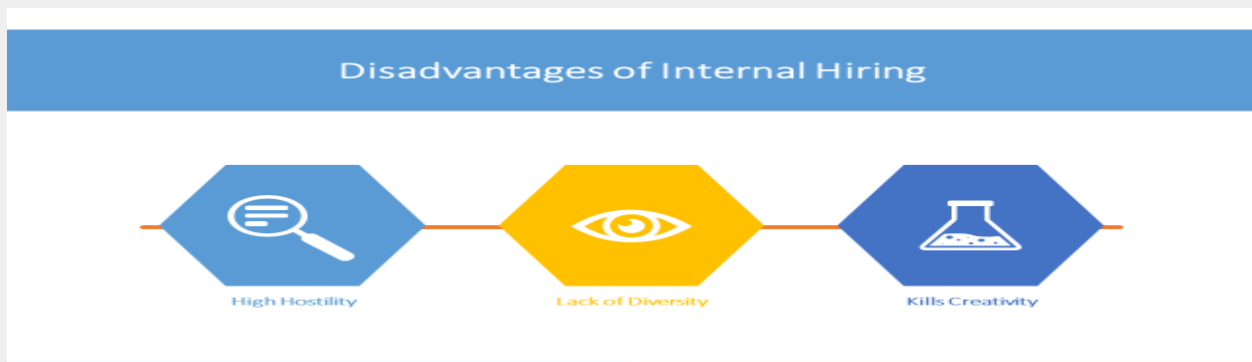 Disadvantages of Internal Hiring
High Hostility
Lack of Diversity
Kills Creativity